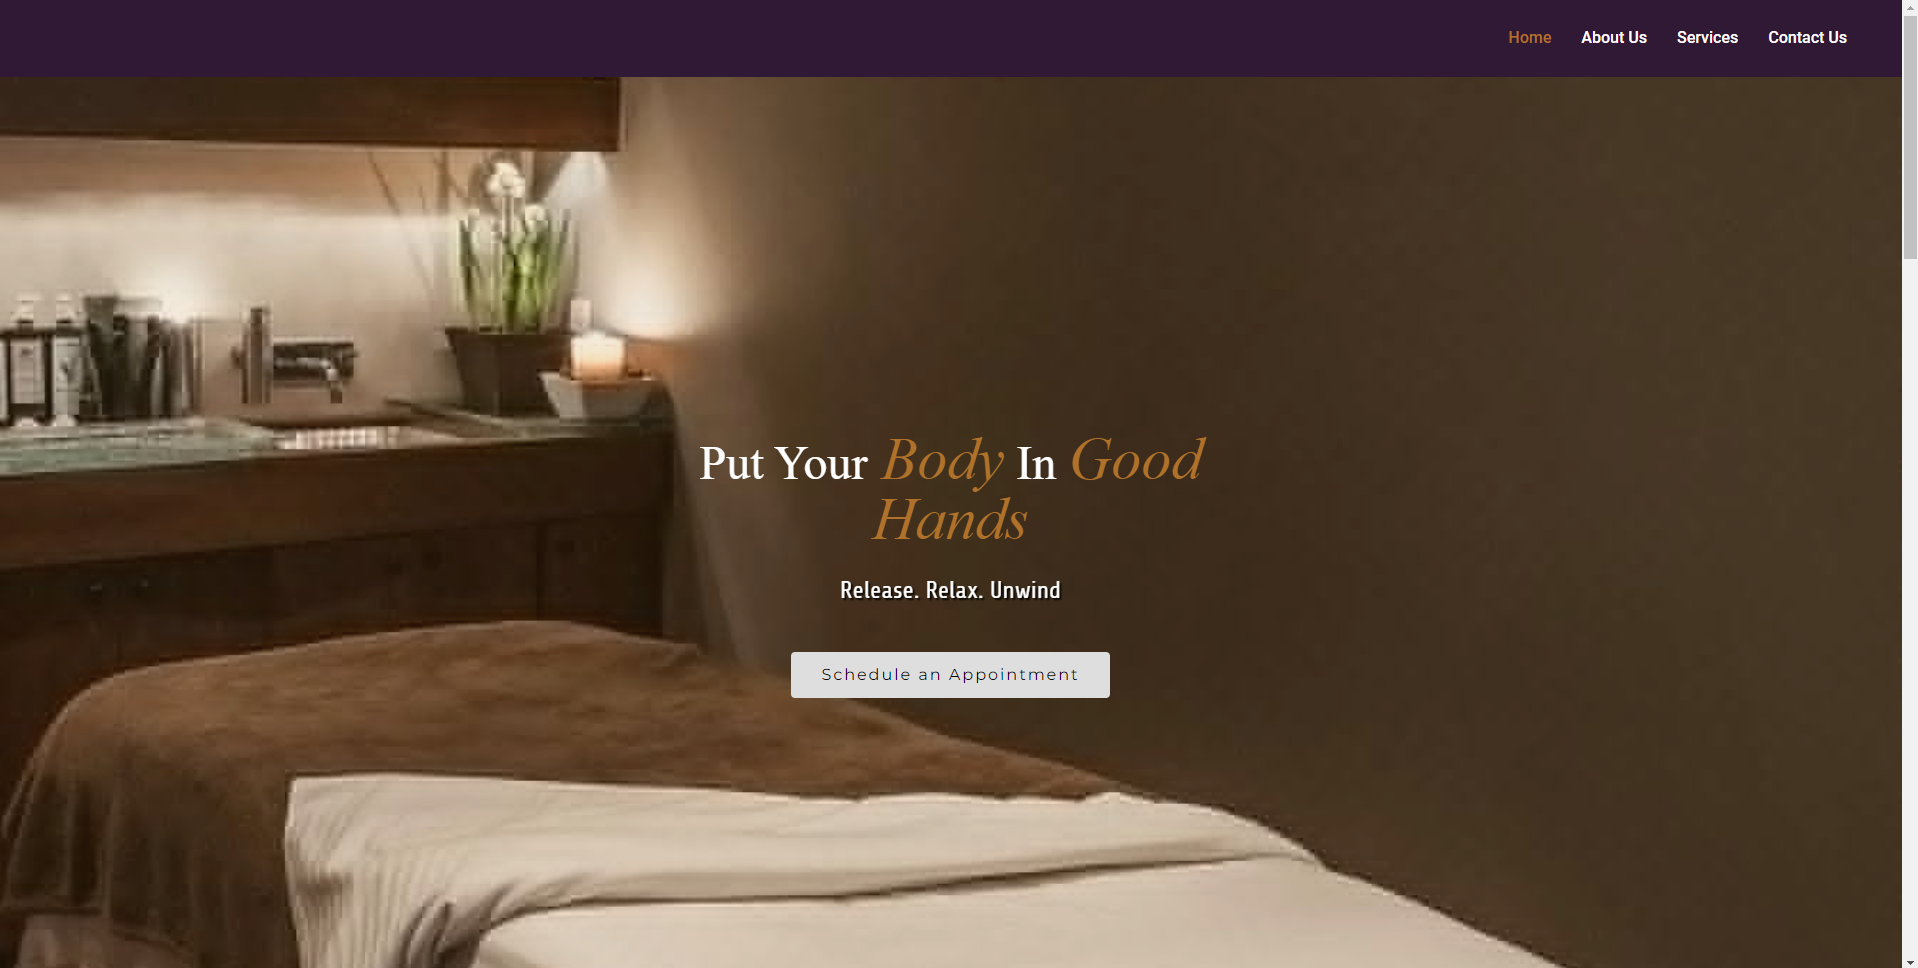 Home About Us Services Contact Us
Put Your Body In Good
Hands
Release. Relax. Unwind
Schedule an Appointment